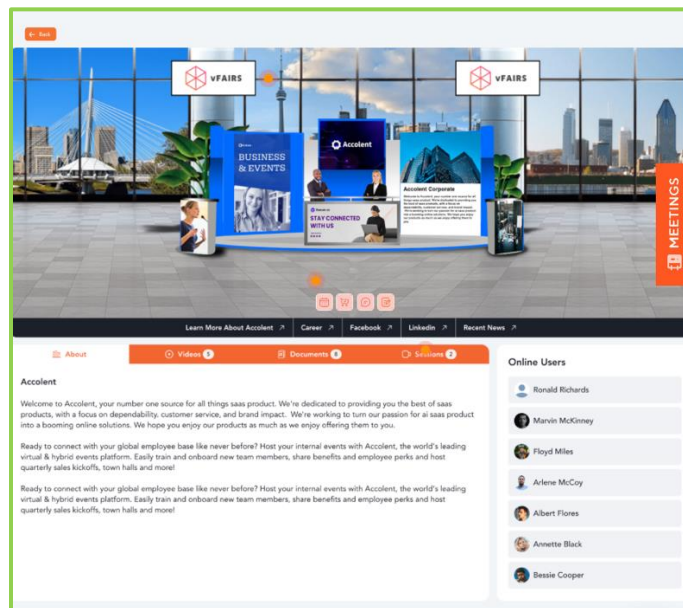 Back
vFAIRS
vFAIRS
Accolent
BUSINESS
& EVENTS
Accolent Corporate
STAY CONNECTED
WITH US
MEETINGS
Learn More About Accolent
Career
Facebook
Linkedin
Recent News
About
Videos 5
Documents 8
Sessions 2
Accolent
Welcome to Accolent, your number one source for all things saas product. We're dedicated to providing you the best of saas
products, with a focus on dependability. customer service, and brand impact. We're working to turn our passion for ai saas product
into a booming online solutions. We hope you enjoy our products as much as we enjoy offering them to you.
Ready to connect with your global employee base like never before? Host your internal events with Accolent, the world's leading
virtual & hybrid events platform. Easily train and onboard new team members, share benefits and employee perks and host
quarterly sales kickoffs, town halls and more!
Ready to connect with your global employee base like never before? Host your internal events with Accolent, the world's leading
virtual & hybrid events platform. Easily train and onboard new team members, share benefits and employee perks and host
quarterly sales kickoffs, town halls and more!
Online Users
Ronald Richards
Marvin McKinney
Floyd Miles
Arlene McCoy
Albert Flores
Annette Black
Bessie Cooper